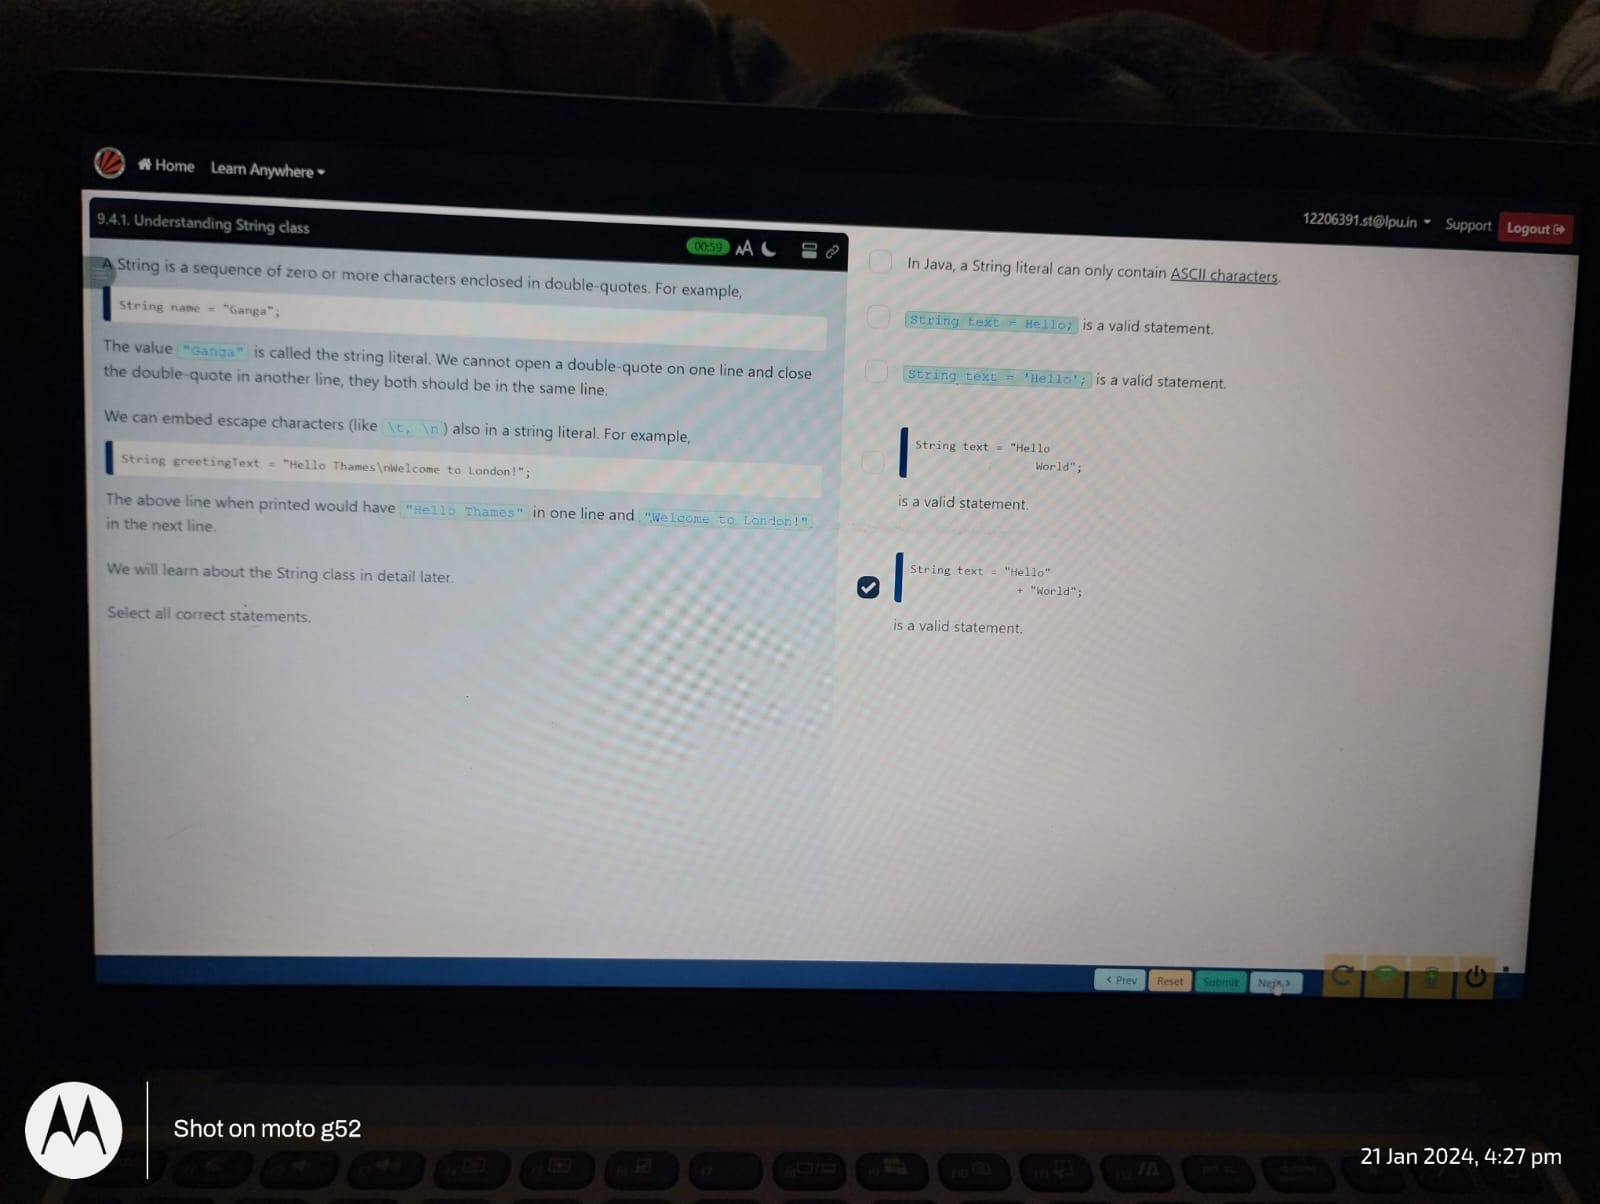 Home Learn Anywhere
12206391.st@lpu.in Support Logout
9.4.1. Understanding String class
00:59 AA
A String is a sequence of zero or more characters enclosed in double-quotes. For example,
String name = "Ganga";
The value "Ganga" is called the string literal. We cannot open a double-quote on one line and close
the double-quote in another line, they both should be in the same line.
We can embed escape characters (like \t, \n) also in a string literal. For example,
String greetingText = "Hello Thames\nWelcome to London!";
The above line when printed would have "Hello Thames" in one line and "Welcome to London!"
in the next line.
We will learn about the String class in detail later.
Select all correct statements.
In Java, a String literal can only contain ASCII characters.
String text = Hello; is a valid statement.
String text = 'Hello'; is a valid statement.
String text = "Hello
World";
is a valid statement.
String text = "Hello"
+ "World";
is a valid statement.
< Prev Reset Submit Next >
Shot on moto g52
21 Jan 2024, 4:27 pm